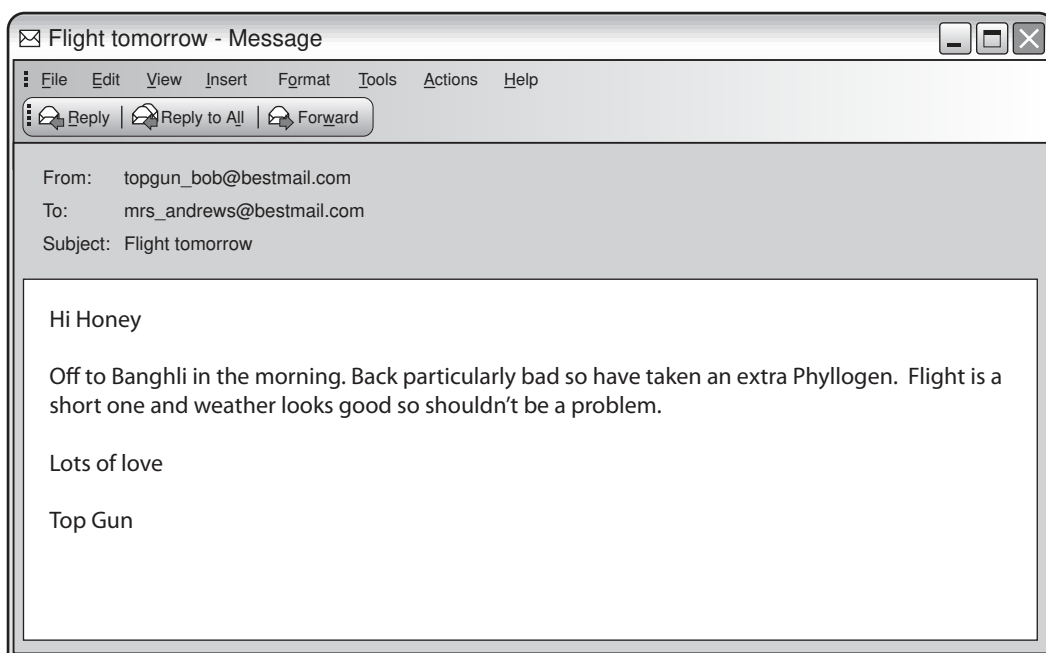 Flight tomorrow - Message
File Edit View Insert Format Tools Actions Help
Reply Reply to All Forward
From: topgun_bob@bestmail.com
To: mrs_andrews@bestmail.com
Subject: Flight tomorrow
Hi Honey
Off to Banghli in the morning. Back particularly bad so have taken an extra Phyllogen. Flight is a
short one and weather looks good so shouldn't be a problem.
Lots of love
Top Gun